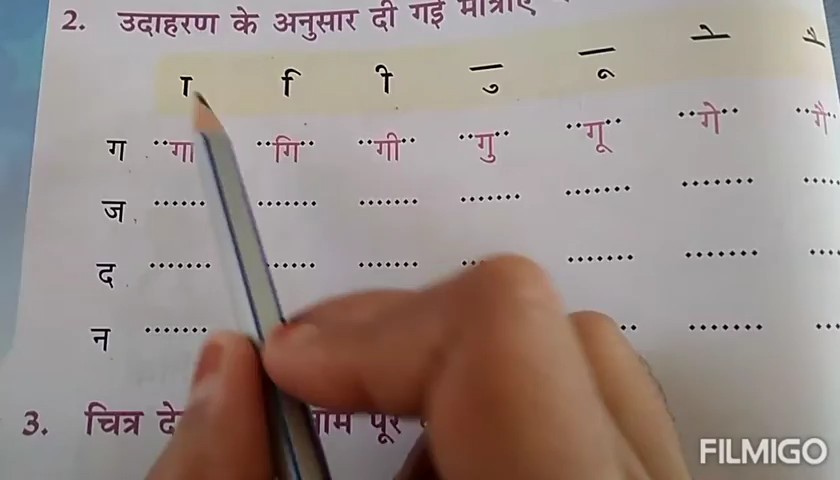 2. उदाहरण के अनुसार दी गई मात्राएँ
ा ि ी ु ू े ै
ग गा गि गी गु गू गे गै
ज
द
न
3. चित्र
FILMIGO